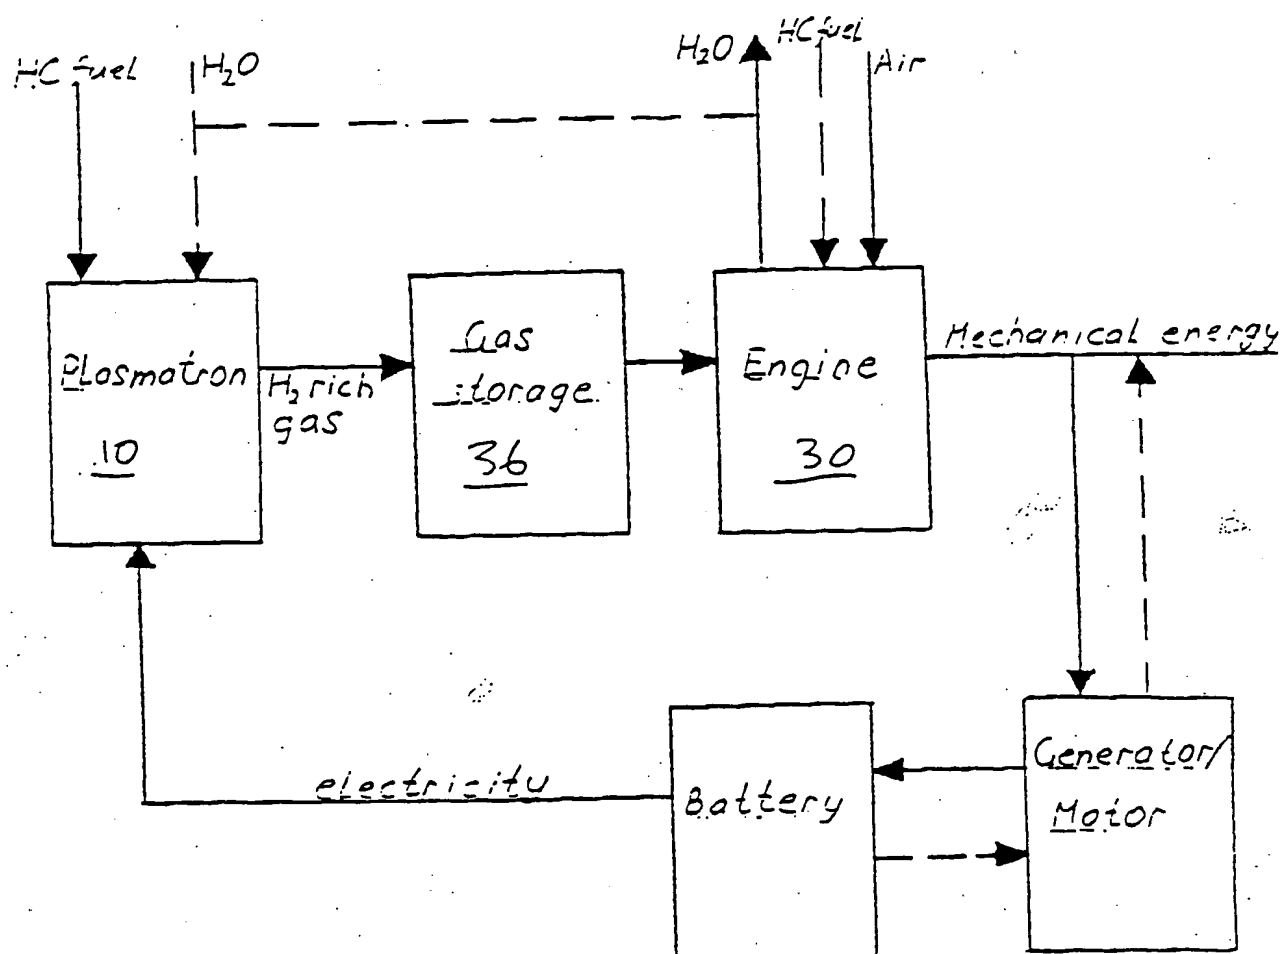 HC fuel
H₂O
H₂O
HC fuel
Air
Plasmatron
10
H₂ rich
gas
Gas
storage
36
Engine
30
Mechanical energy
electricity
Battery
Generator/
Motor